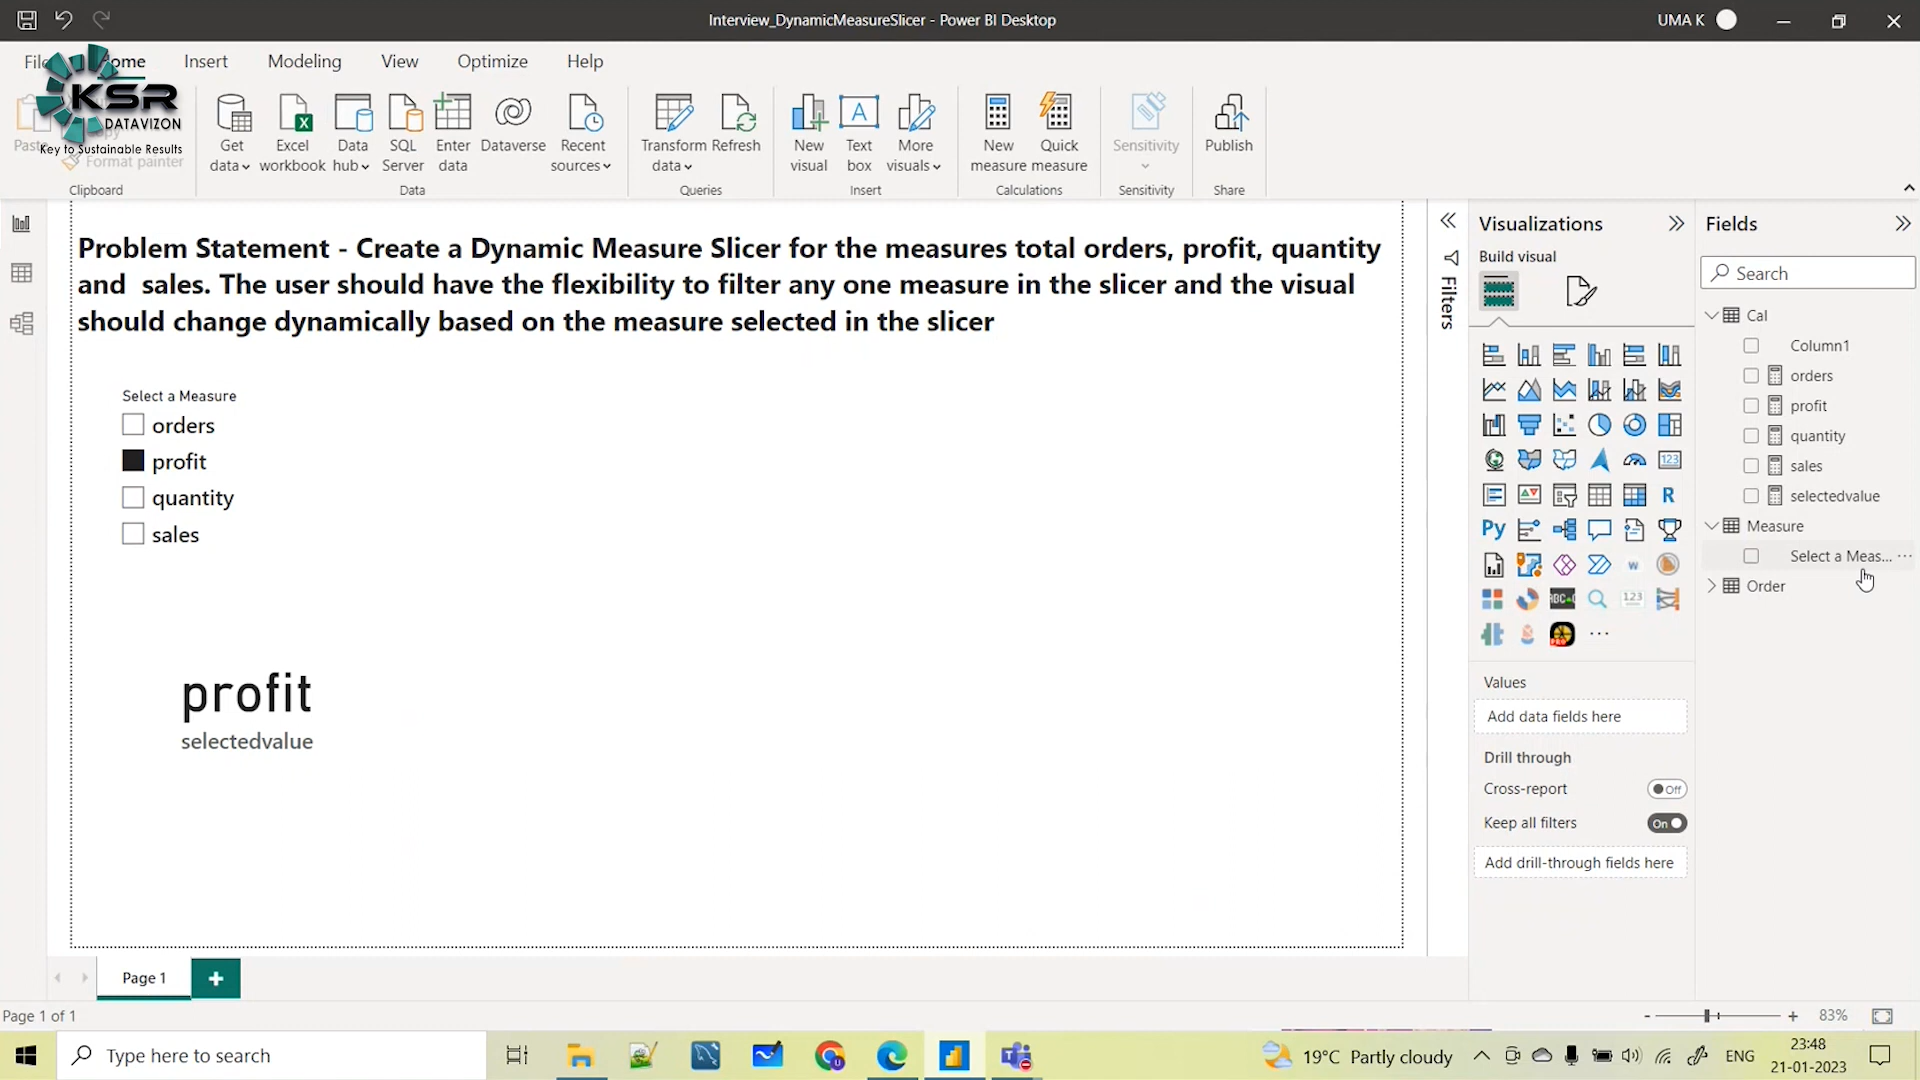 Interview_DynamicMeasureSlicer - Power BI Desktop
UMA K
Home
Insert
Modeling
View
Optimize
Help
KSR
DATAVIZON
Key to Sustainable Results
Paste
Format painter
Clipboard
Get data
Excel workbook
Data hub
SQL Server
Enter data
Dataverse
Recent sources
Data
Transform data
Refresh
Queries
New visual
Text box
More visuals
Insert
New measure
Quick measure
Calculations
Sensitivity
Sensitivity
Publish
Share
Problem Statement - Create a Dynamic Measure Slicer for the measures total orders, profit, quantity
and sales. The user should have the flexibility to filter any one measure in the slicer and the visual
should change dynamically based on the measure selected in the slicer
Select a Measure
orders
profit
quantity
sales
profit
selectedvalue
Filters
Visualizations
Build visual
R
Py
123
Values
Add data fields here
Drill through
Cross-report
Off
Keep all filters
On
Add drill-through fields here
Fields
Search
Cal
Column1
orders
profit
quantity
sales
selectedvalue
Measure
Select a Meas...
Order
Page 1
Page 1 of 1
83%
Type here to search
19°C Partly cloudy
ENG
23:48
21-01-2023